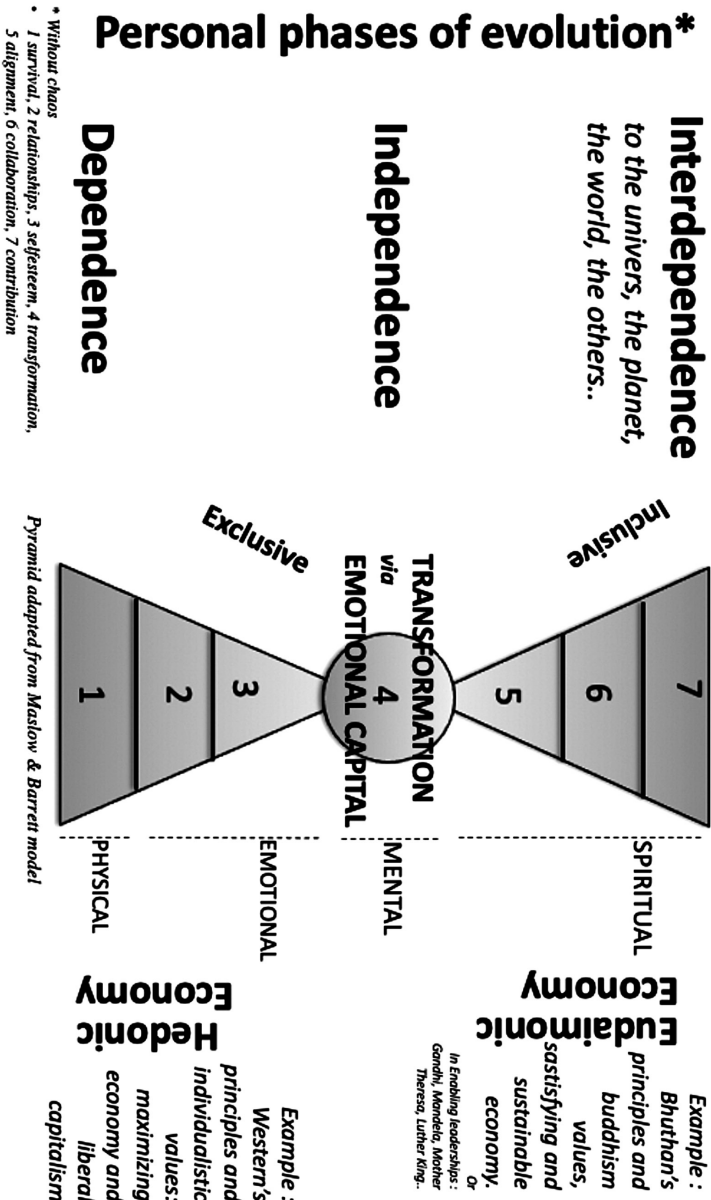 Personal phases of evolution*
Interdependence
to the univers, the planet,
the world, the others..
Independence
Dependence
* Without chaos
• 1 survival, 2 relationships, 3 selfesteem, 4 transformation,
5 alignment, 6 collaboration, 7 contribution
Inclusive
Exclusive
7
6
5
TRANSFORMATION
via
4
EMOTIONAL CAPITAL
3
2
1
Pyramid adapted from Maslow & Barrett model
SPIRITUAL
MENTAL
EMOTIONAL
PHYSICAL
Eudaimonic
Economy
Hedonic
Economy
Example :
Bhuthan's
principles and
buddhism
values,
sastisfying and
sustainable
economy.
Or
In Enabling leaderships :
Gandhi, Mandela, Mother
Theresa, Luther King..
Example :
Western's
principles and
individualistic
values:
maximizing
economy and
liberal
capitalism